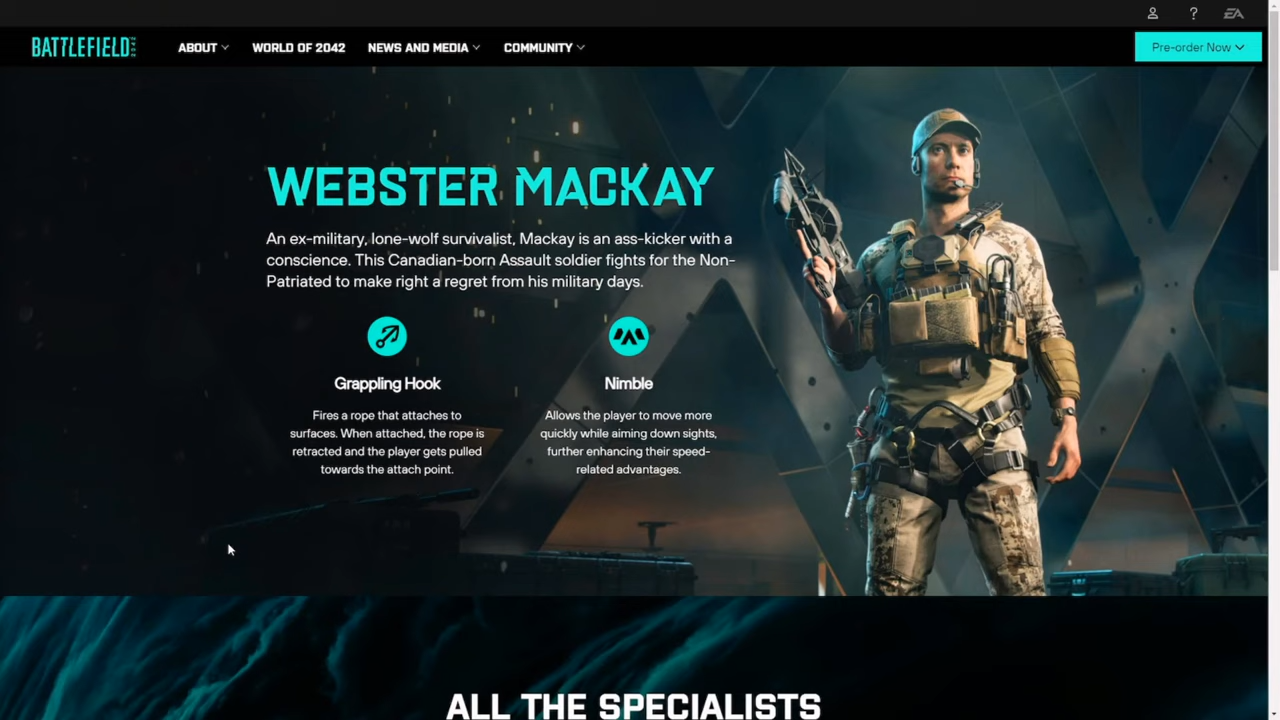 BATTLEFIELD 2042
ABOUT
WORLD OF 2042
NEWS AND MEDIA
COMMUNITY
?
EA
Pre-order Now
WEBSTER MACKAY
An ex-military, lone-wolf survivalist, Mackay is an ass-kicker with a
conscience. This Canadian-born Assault soldier fights for the Non-
Patriated to make right a regret from his military days.
Grappling Hook
Fires a rope that attaches to
surfaces. When attached, the rope is
retracted and the player gets pulled
towards the attach point.
Nimble
Allows the player to move more
quickly while aiming down sights,
further enhancing their speed-
related advantages.
ALL THE SPECIALISTS